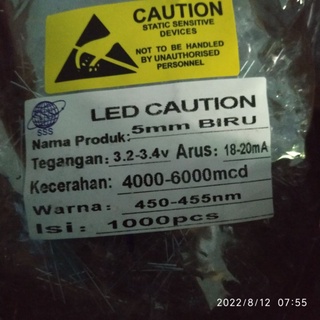 CAUTION
STATIC SENSITIVE
DEVICES
NOT TO BE HANDLED
BY UNAUTHORISED
PERSONNEL
SSS
LED CAUTION
Nama Produk: 5mm BIRU
Tegangan: 3.2-3.4v Arus: 18-20mA
Kecerahan: 4000-6000mcd
Warna: 450-455nm
Isi: 1000pcs
2022/8/12 07:55